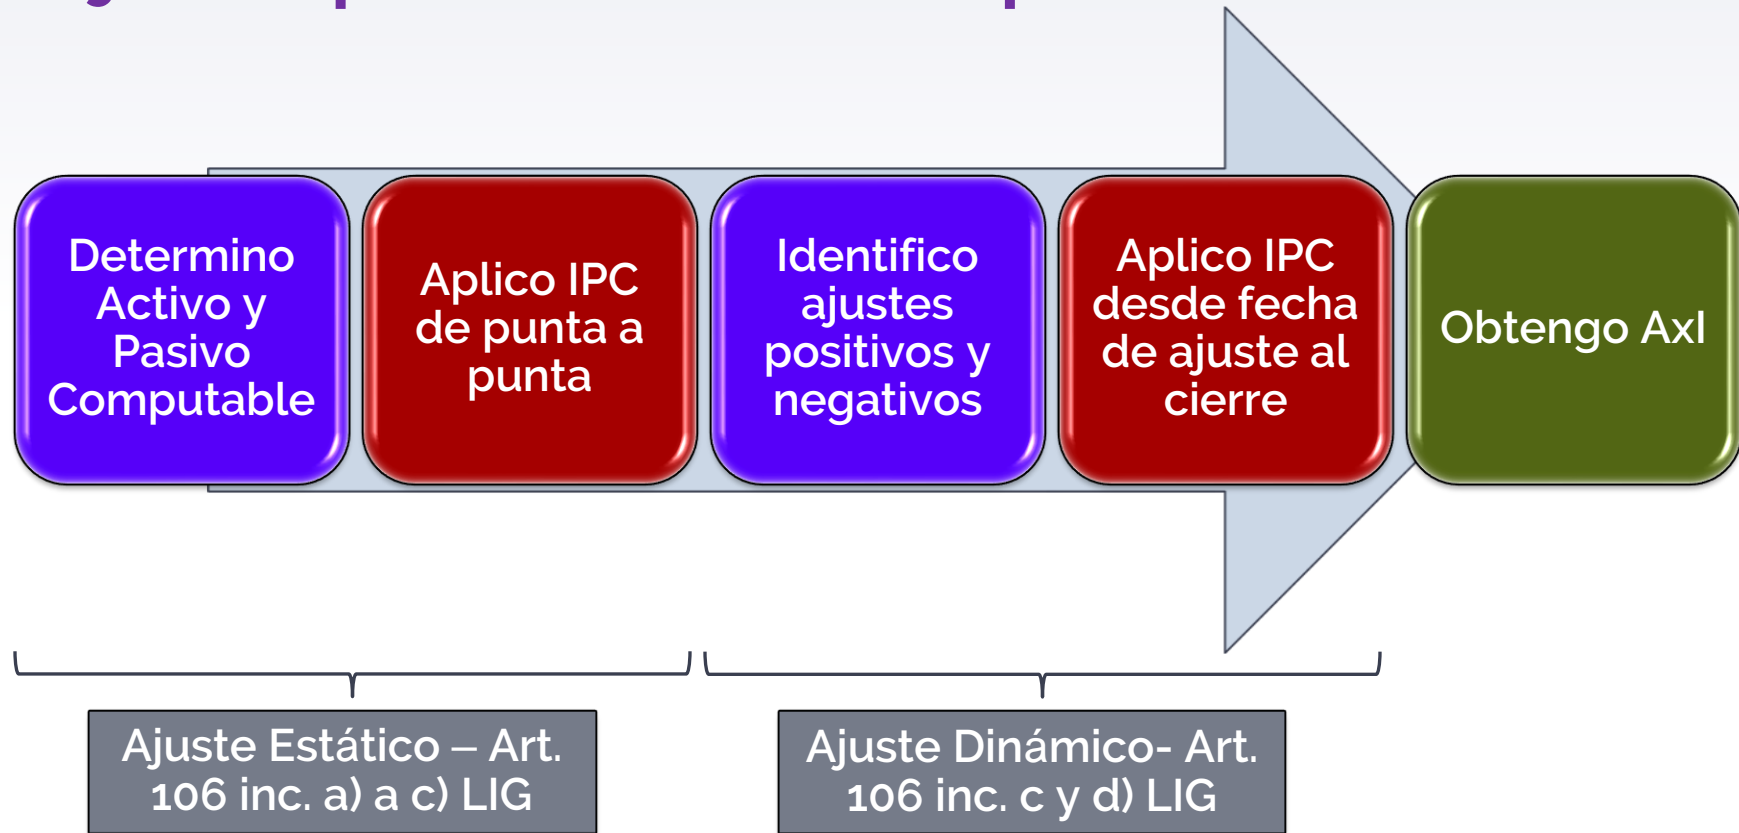 Determino
Activo y
Pasivo
Computable
Aplico IPC
de punta a
punta
Identifico
ajustes
positivos y
negativos
Aplico IPC
desde fecha
de ajuste al
cierre
Obtengo AxI
Ajuste Estático – Art.
106 inc. a) a c) LIG
Ajuste Dinámico- Art.
106 inc. c y d) LIG